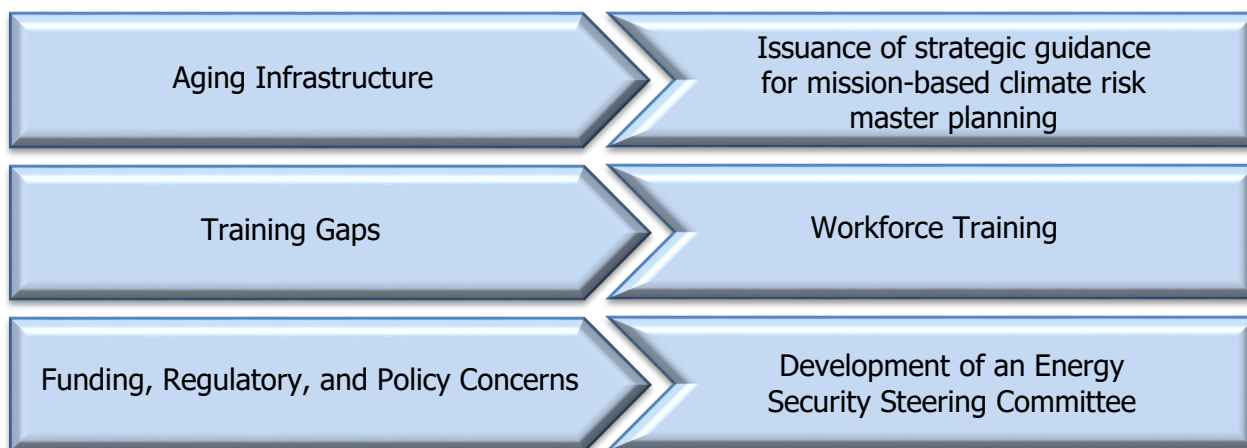 Aging Infrastructure
Issuance of strategic guidance
for mission-based climate risk
master planning
Training Gaps
Workforce Training
Funding, Regulatory, and Policy Concerns
Development of an Energy
Security Steering Committee